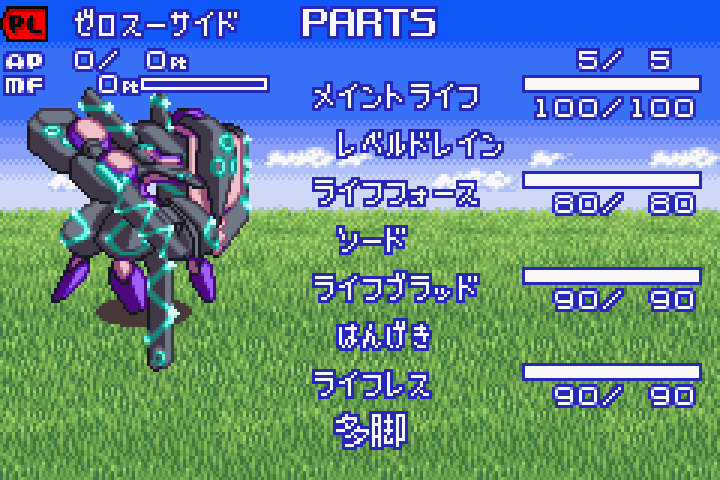 PL ゼロスーサイド PARTS
AP 0/ 0Pt 5/ 5
MF 0Pt
メイントライフ 100/100
レベルドレイン
ライフフォース 80/ 80
ソード
ライフブラッド 90/ 90
はんげき
ライフレス 90/ 90
多脚